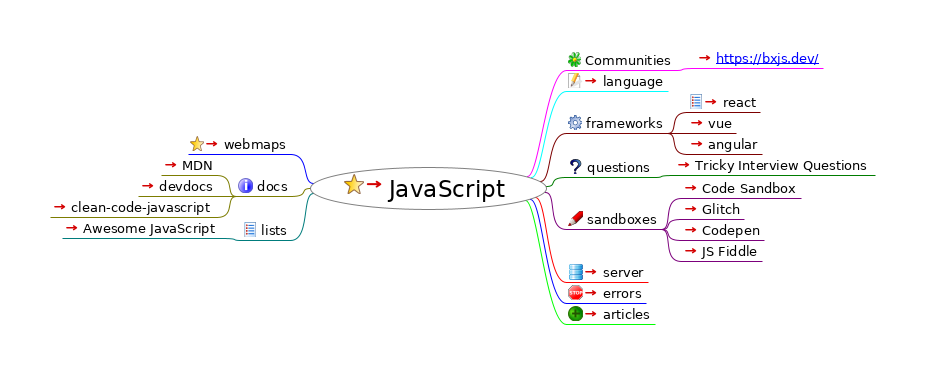 JavaScript
webmaps
docs
MDN
devdocs
clean-code-javascript
lists
Awesome JavaScript
Communities
https://bxjs.dev/
language
frameworks
react
vue
angular
questions
Tricky Interview Questions
sandboxes
Code Sandbox
Glitch
Codepen
JS Fiddle
server
errors
STOP
articles